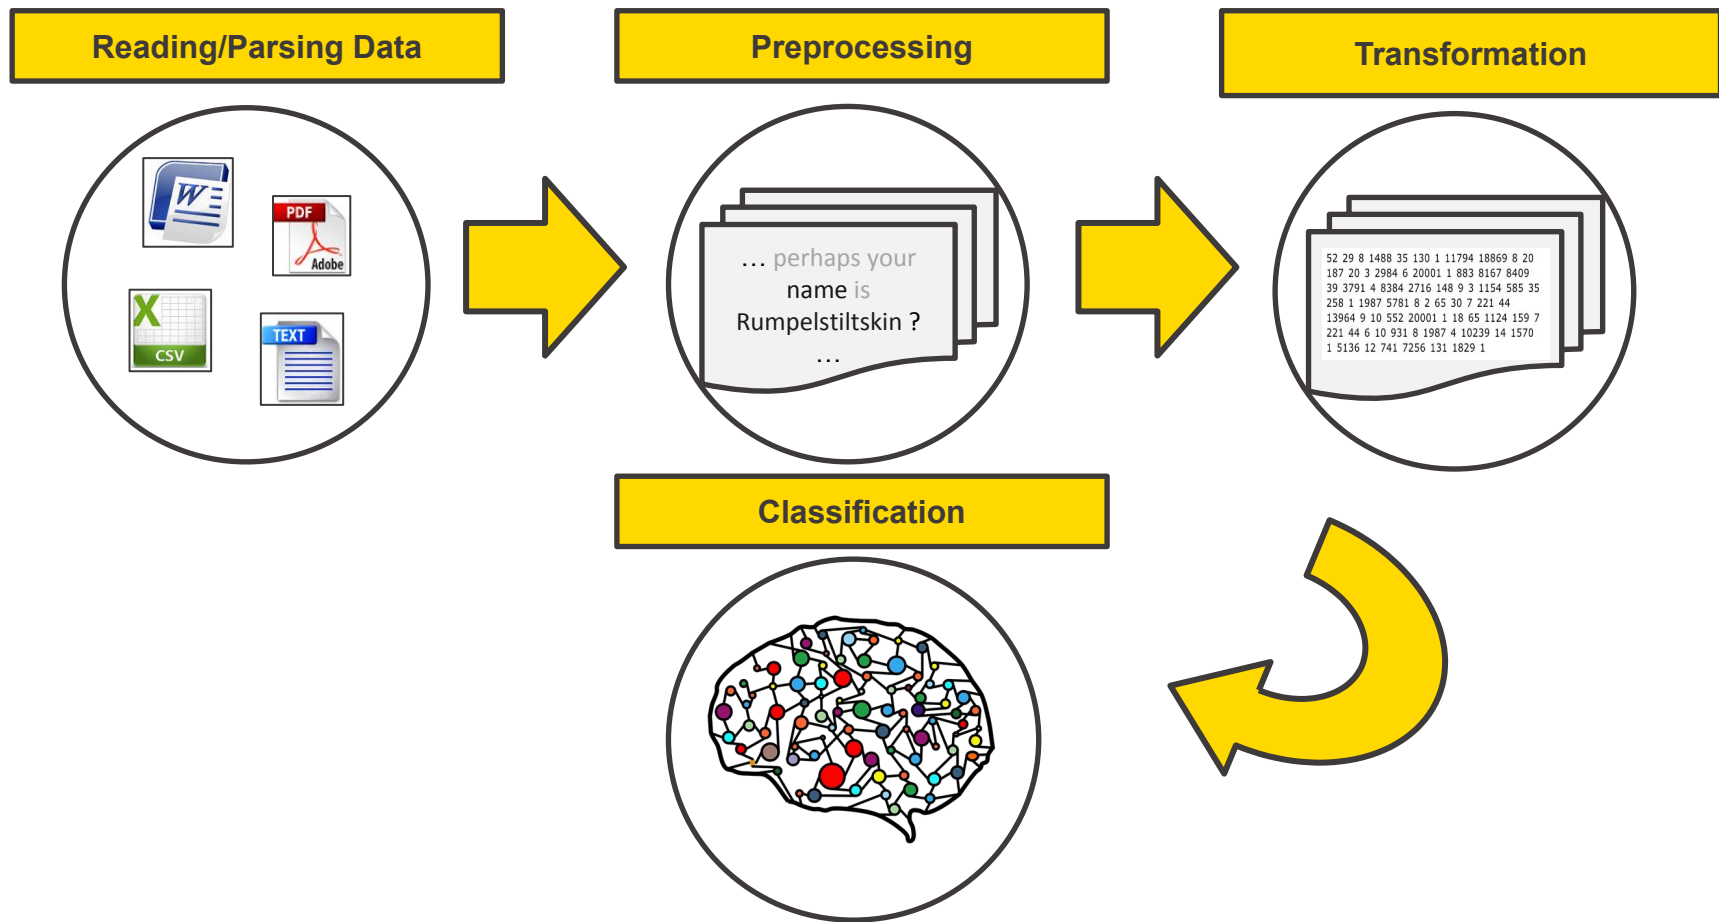 Reading/Parsing Data
Preprocessing
Transformation
W
PDF
Adobe
X
CSV
TEXT
... perhaps your
name is
Rumpelstiltskin ?
...
52 29 8 1488 35 130 1 11794 18869 8 20
187 20 3 2984 6 20001 1 883 8167 8409
39 3791 4 8384 2716 148 9 3 1154 585 35
258 1 1987 5781 8 2 65 30 7 221 44
13964 9 10 552 20001 1 18 65 1124 159 7
221 44 6 10 931 8 1987 4 10239 14 1570
1 5136 12 741 7256 131 1829 1
Classification